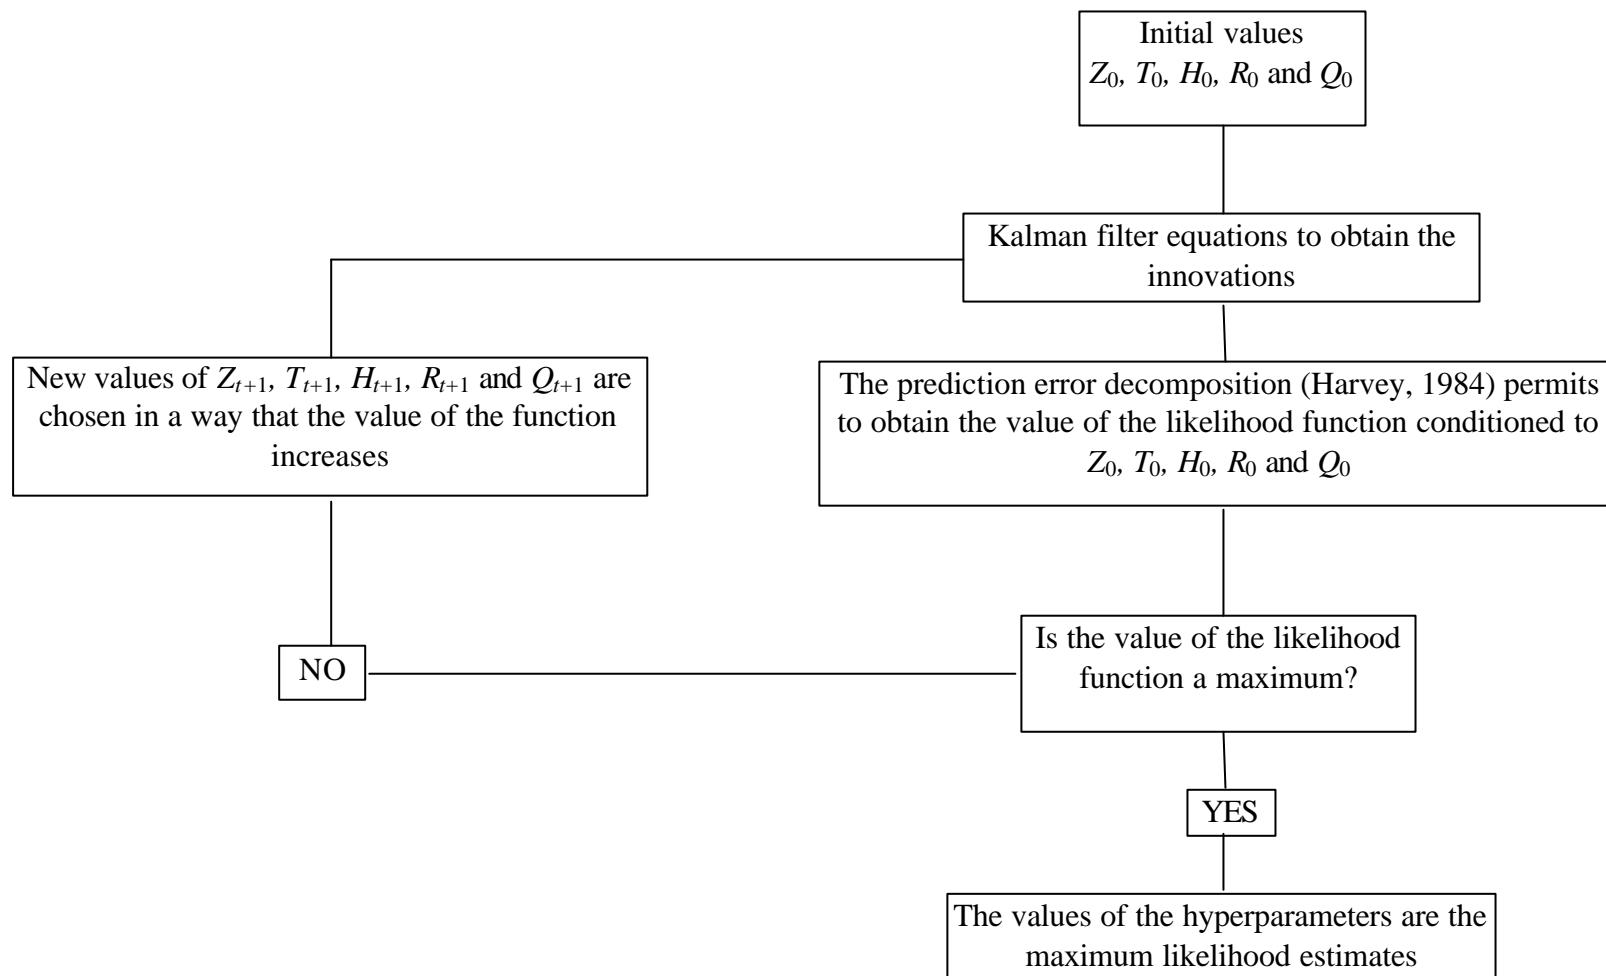 Initial values
Z0, T0, H0, R0 and Q0
Kalman filter equations to obtain the
innovations
New values of Zt+1, Tt+1, Ht+1, Rt+1 and Qt+1 are
chosen in a way that the value of the function
increases
The prediction error decomposition (Harvey, 1984) permits
to obtain the value of the likelihood function conditioned to
Z0, T0, H0, R0 and Q0
NO
Is the value of the likelihood
function a maximum?
YES
The values of the hyperparameters are the
maximum likelihood estimates